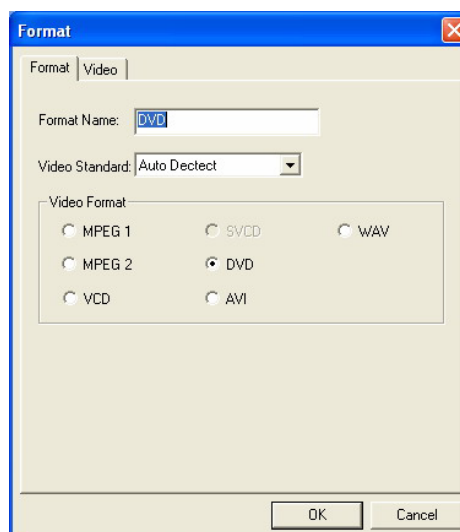 Format
Format Video
Format Name: DVD
Video Standard: Auto Dectect
Video Format
MPEG 1 SVCD WAV
MPEG 2 DVD
VCD AVI
OK Cancel